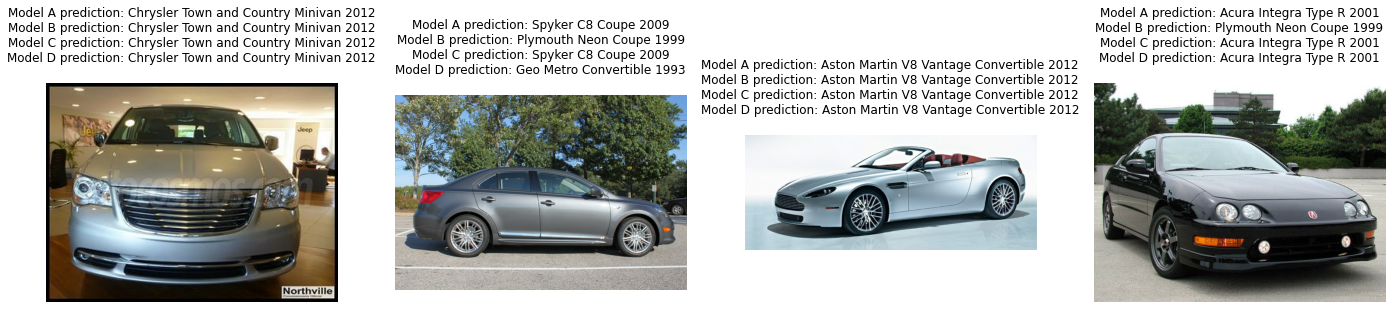 Model A prediction: Chrysler Town and Country Minivan 2012
Model B prediction: Chrysler Town and Country Minivan 2012
Model C prediction: Chrysler Town and Country Minivan 2012
Model D prediction: Chrysler Town and Country Minivan 2012
Jeep
Jeep
Northville
Model A prediction: Spyker C8 Coupe 2009
Model B prediction: Plymouth Neon Coupe 1999
Model C prediction: Spyker C8 Coupe 2009
Model D prediction: Geo Metro Convertible 1993
Model A prediction: Aston Martin V8 Vantage Convertible 2012
Model B prediction: Aston Martin V8 Vantage Convertible 2012
Model C prediction: Aston Martin V8 Vantage Convertible 2012
Model D prediction: Aston Martin V8 Vantage Convertible 2012
Model A prediction: Acura Integra Type R 2001
Model B prediction: Plymouth Neon Coupe 1999
Model C prediction: Acura Integra Type R 2001
Model D prediction: Acura Integra Type R 2001